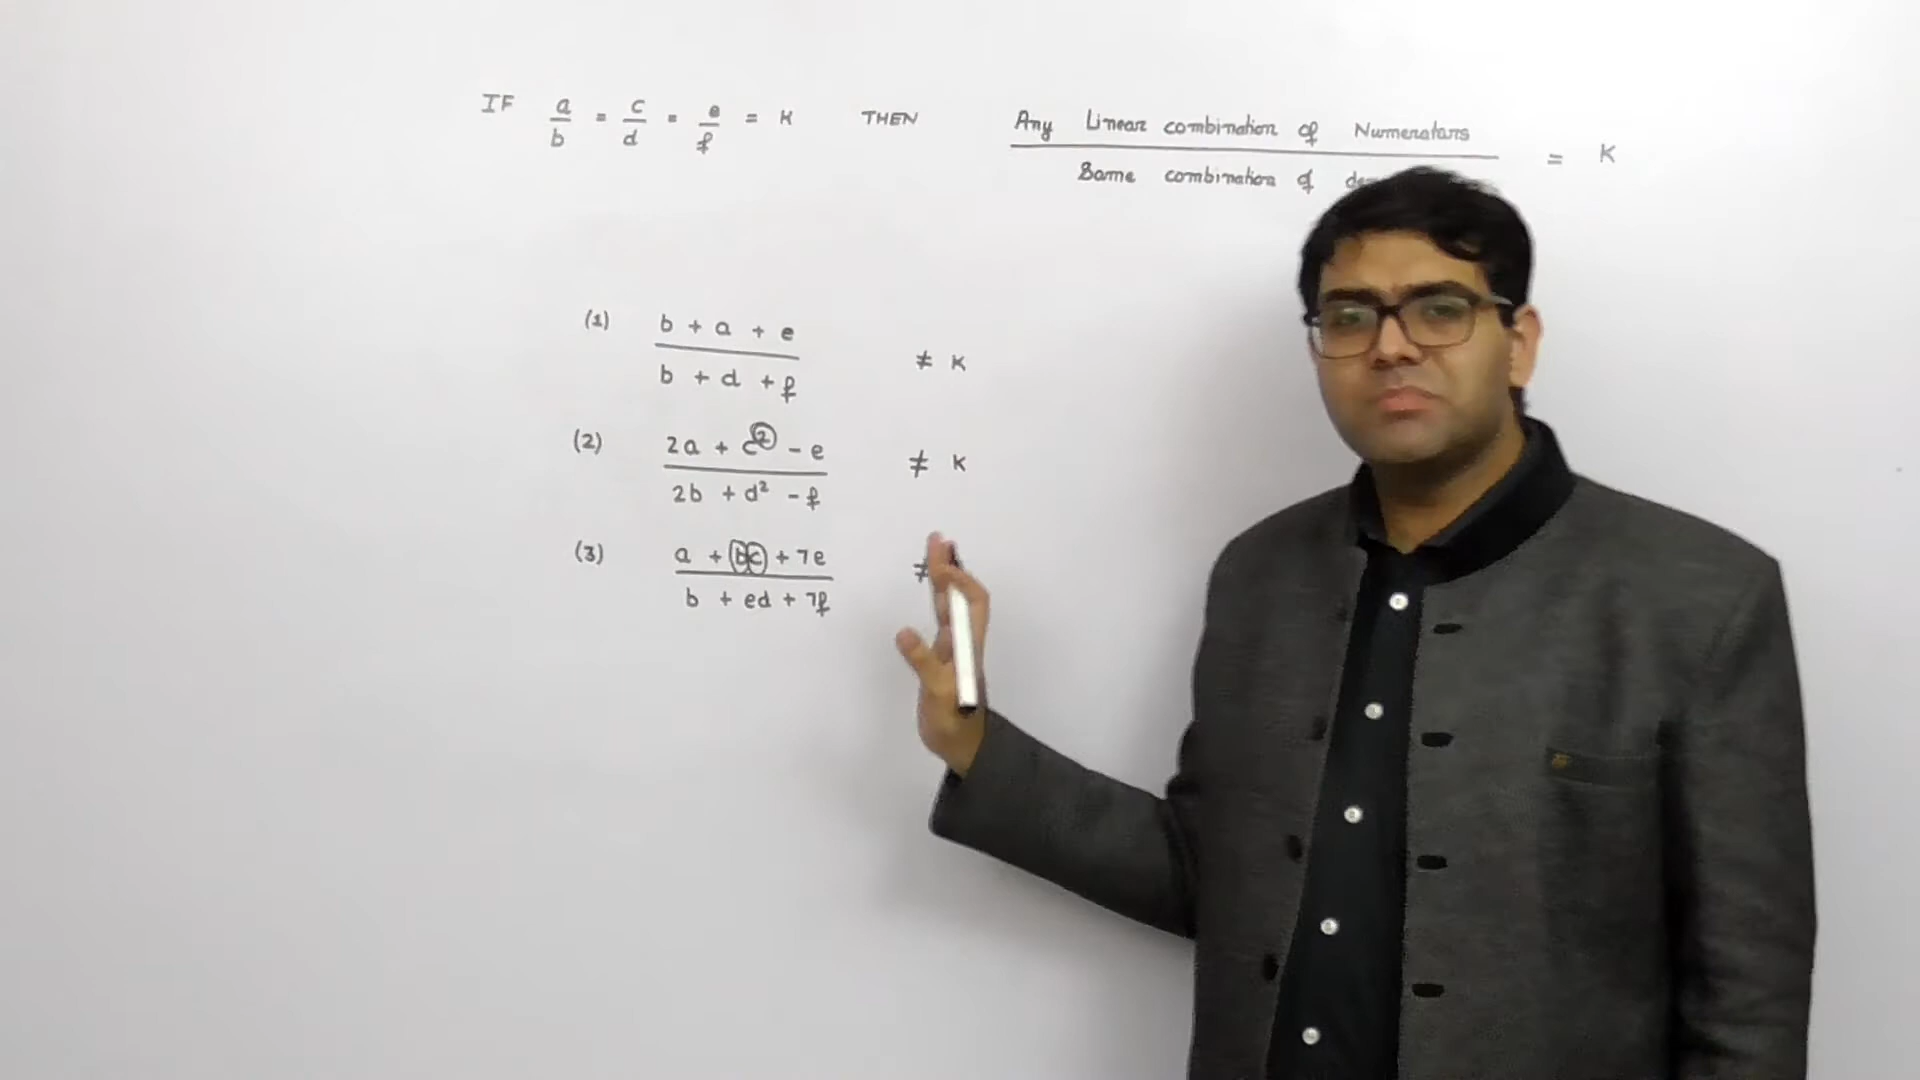 IF a/b = c/d = e/f = K THEN Any Linear combination of Numerators / Same combination of = K
(1) b + a + e / b + d + f ≠ K
(2) 2a + c² - e / 2b + d² - f ≠ K
(3) a + bc + 7e / b + ed + 7f ≠